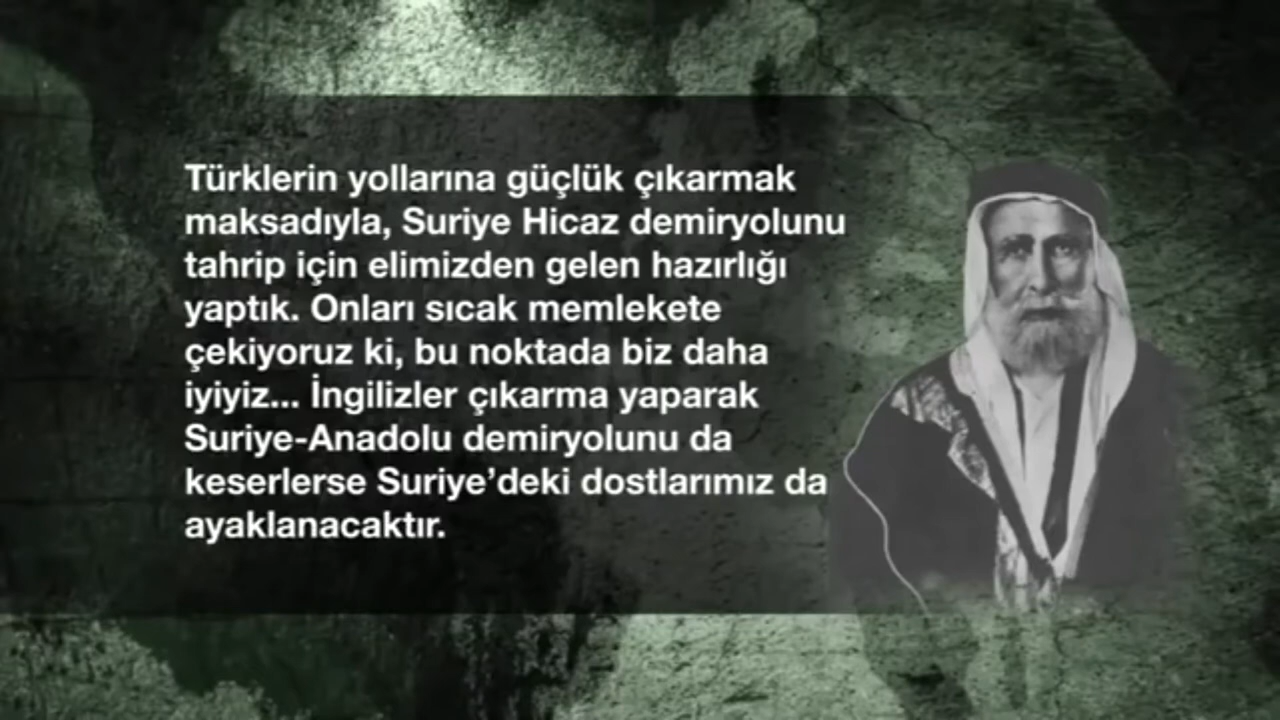 Türklerin yollarına güçlük çıkarmak
maksadıyla, Suriye Hicaz demiryolunu
tahrip için elimizden gelen hazırlığı
yaptık. Onları sıcak memlekete
çekiyoruz ki, bu noktada biz daha
iyiyiz... İngilizler çıkarma yaparak
Suriye-Anadolu demiryolunu da
keserlerse Suriye’deki dostlarımız da
ayaklanacaktır.